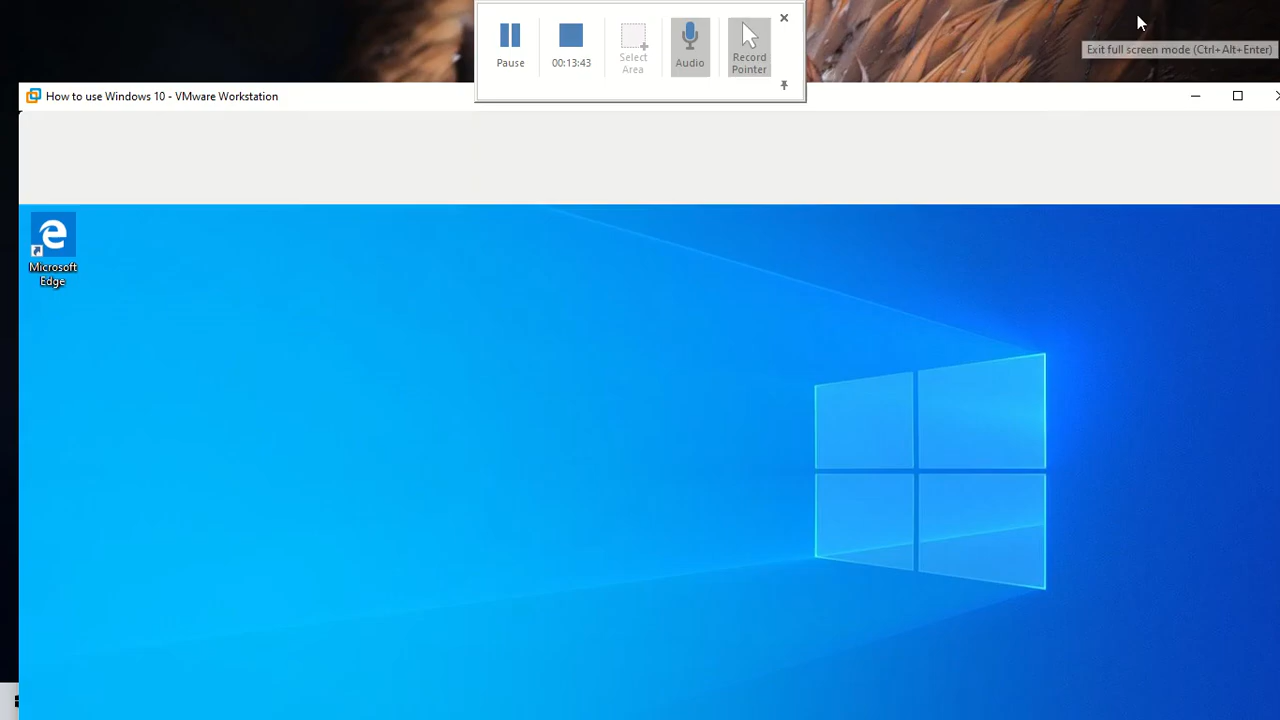 Pause
00:13:43
Select
Area
Audio
Record
Pointer
Exit full screen mode (Ctrl+Alt+Enter)
How to use Windows 10 - VMware Workstation
Microsoft
Edge